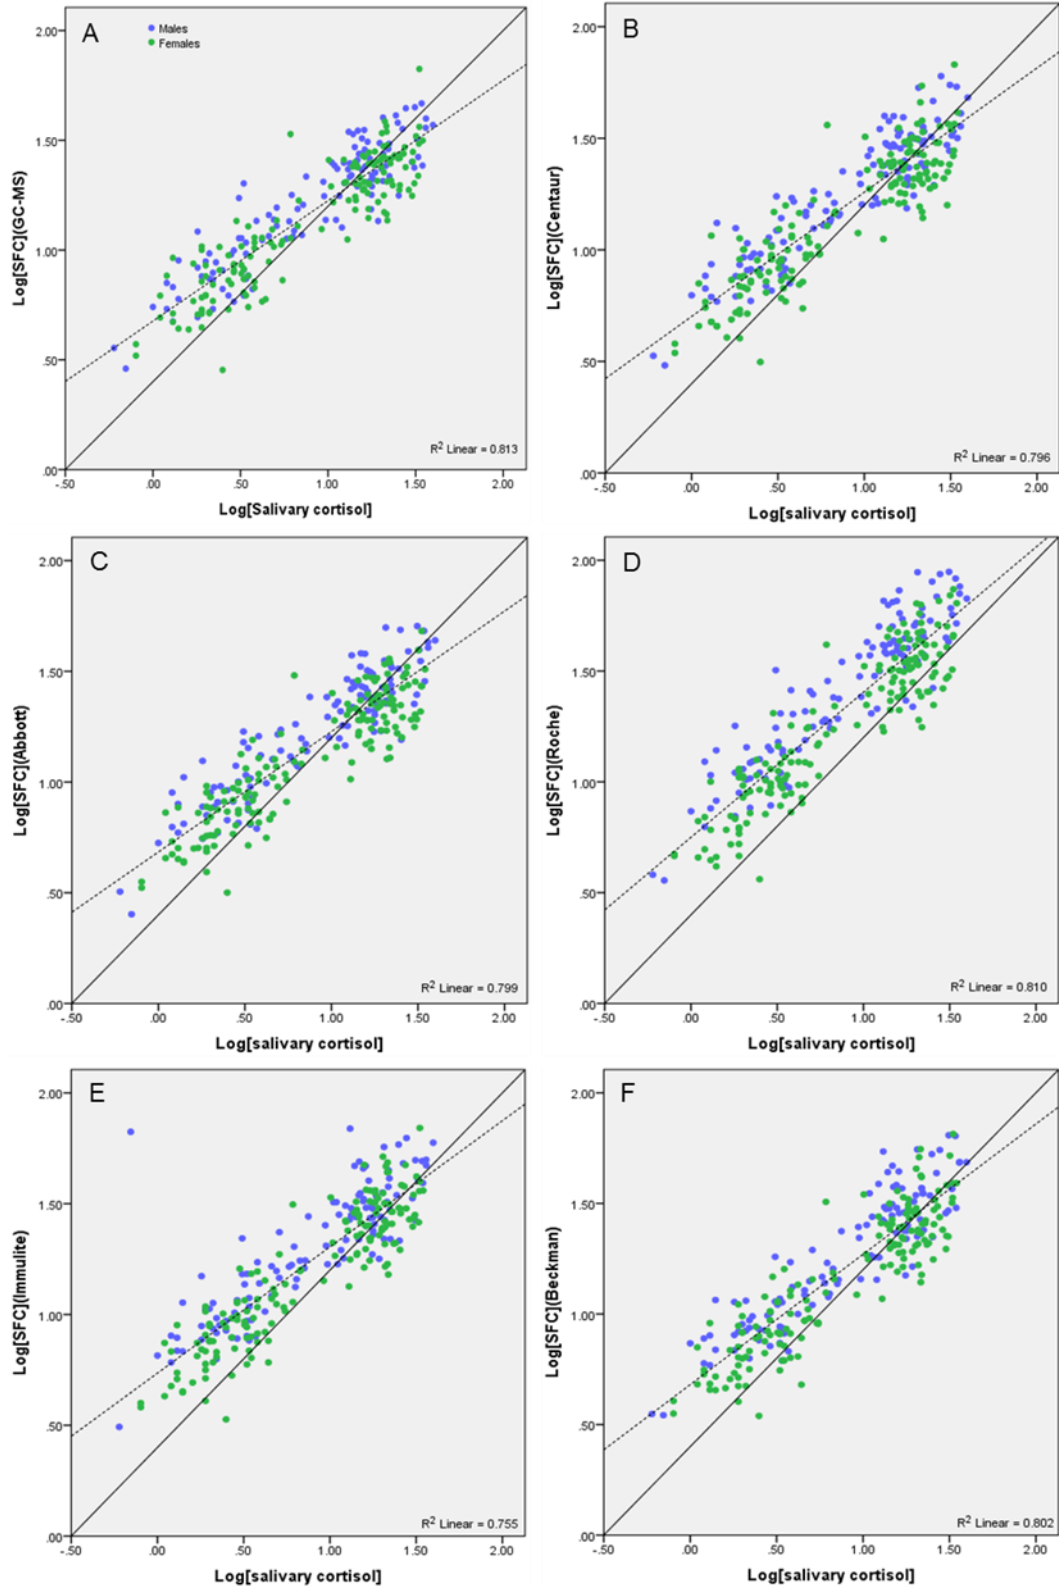 A
Males
Females
Log[SFC](GC-MS)
2.00
1.50
1.00
.50
.00
R2 Linear = 0.813
-.50 .00 .50 1.00 1.50 2.00
Log[Salivary cortisol]
B
Log[SFC](Centaur)
2.00
1.50
1.00
.50
.00
R2 Linear = 0.796
-.50 .00 .50 1.00 1.50 2.00
Log[salivary cortisol]
C
Log[SFC](Abbott)
2.00
1.50
1.00
.50
.00
R2 Linear = 0.799
-.50 .00 .50 1.00 1.50 2.00
Log[salivary cortisol]
D
Log[SFC](Roche)
2.00
1.50
1.00
.50
.00
R2 Linear = 0.810
-.50 .00 .50 1.00 1.50 2.00
Log[salivary cortisol]
E
Log[SFC](Immulite)
2.00
1.50
1.00
.50
.00
R2 Linear = 0.755
-.50 .00 .50 1.00 1.50 2.00
Log[salivary cortisol]
F
Log[SFC](Beckman)
2.00
1.50
1.00
.50
.00
R2 Linear = 0.802
-.50 .00 .50 1.00 1.50 2.00
Log[salivary cortisol]